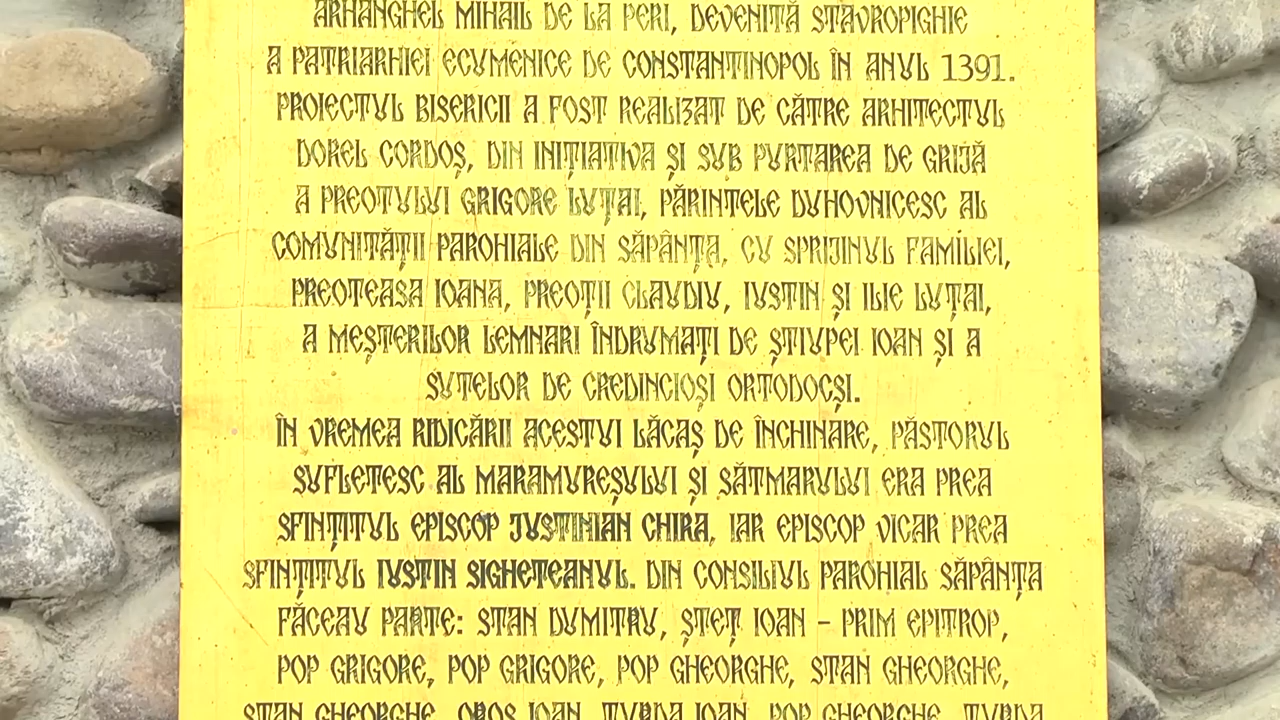 ARHANGHEL MIHAIL DE LA PERI, DEVENITĂ STAVROPIGHIE
A PATRIARHIEI ECUMENICE DE CONSTANTINOPOL ÎN ANUL 1391.
PROIECTUL BISERICII A FOST REALIZAT DE CĂTRE ARHITECTUL
DOREL CORDOȘ, DIN INIȚIATIVA ȘI SUB PURTAREA DE GRIJĂ
A PREOTULUI GRIGORE LUȚAI, PĂRINTELE DUHOVNICESC AL
COMUNITĂȚII PAROHIALE DIN SĂPÂNȚA, CU SPRIJINUL FAMILIEI,
PREOTEASA IOANA, PREOȚII CLAUDIU, IUSTIN ȘI ILIE LUȚAI,
A MEȘTERILOR LEMNARI ÎNDRUMAȚI DE ȘTIUPEI IOAN ȘI A
SUTELOR DE CREDINCIOȘI ORTODOCȘI.
ÎN VREMEA RIDICĂRII ACESTUI LĂCAȘ DE ÎNCHINARE, PĂSTORUL
SUFLETESC AL MARAMUREȘULUI ȘI SĂTMARULUI ERA PREA
SFINȚITUL EPISCOP JUSTINIAN CHIRA, IAR EPISCOP VICAR PREA
SFINȚITUL IUSTIN SIGHETEANUL. DIN CONSILIUL PAROHIAL SĂPÂNȚA
FĂCEAU PARTE: STAN DUMITRU, ȘTEȚ IOAN – PRIM EPITROP,
POP GRIGORE, POP GRIGORE, POP GHEORGHE, STAN GHEORGHE,
STAN GHEORGHE, OROS IOAN, TURDA IOAN, POP GHEORGHE, TURDA